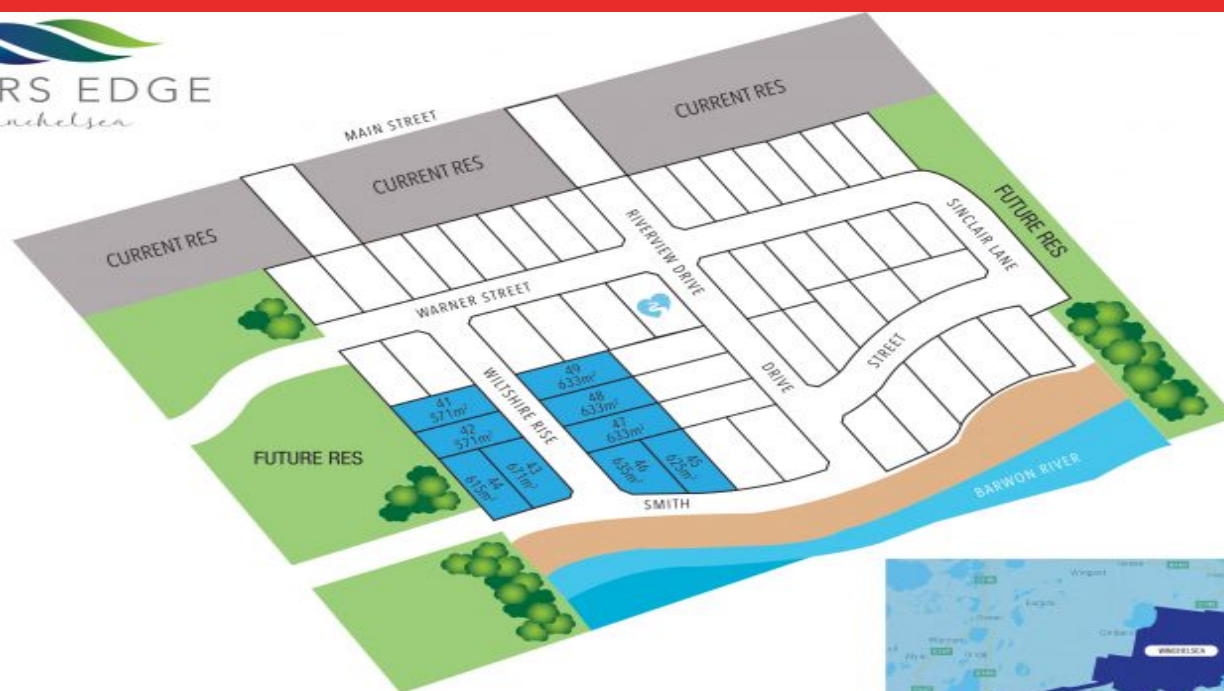 RS EDGE
nchelsea
MAIN STREET
CURRENT RES
CURRENT RES
CURRENT RES
FUTURE RES
SINCLAIR LANE
RIVERVIEW DRIVE
WARNER STREET
STREET
DRIVE
WILTSHIRE RISE
49
633m²
48
633m²
47
633m²
46
635m²
45
625m²
41
571m²
42
571m²
43
671m²
44
615m²
FUTURE RES
SMITH
BARWON RIVER
WINCHELSEA